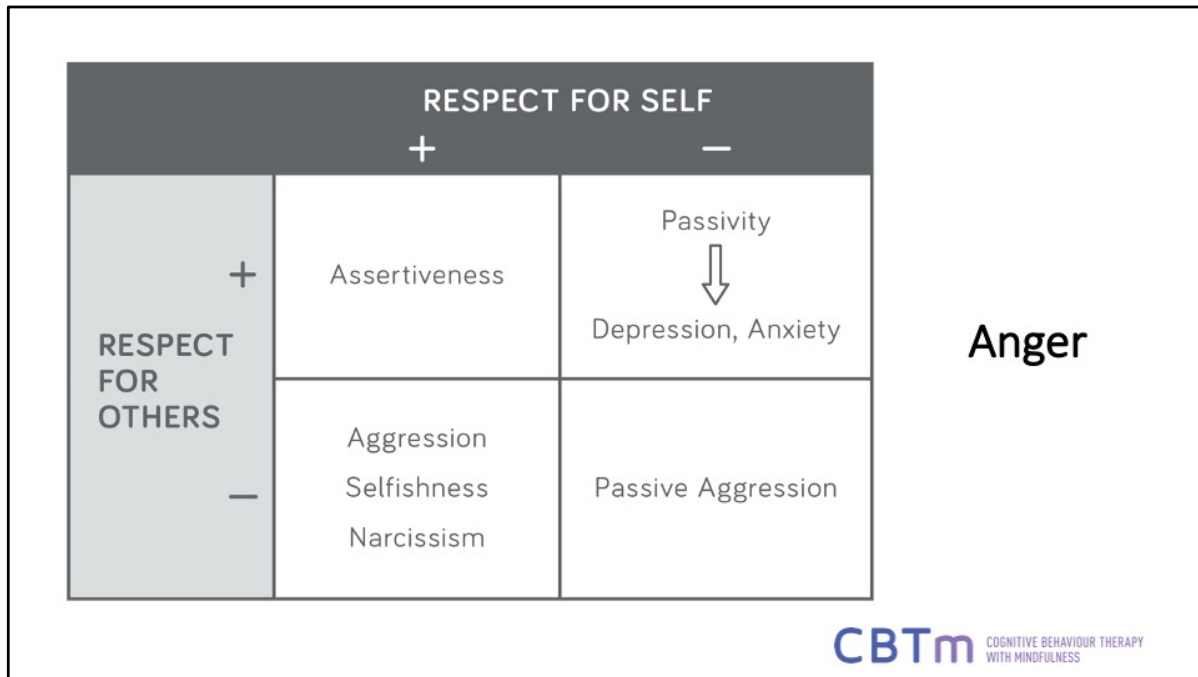 RESPECT FOR SELF
+ −
RESPECT
FOR
OTHERS
+
Assertiveness
Passivity
Depression, Anxiety
−
Aggression
Selfishness
Narcissism
Passive Aggression
Anger
CBTm COGNITIVE BEHAVIOUR THERAPY
WITH MINDFULNESS